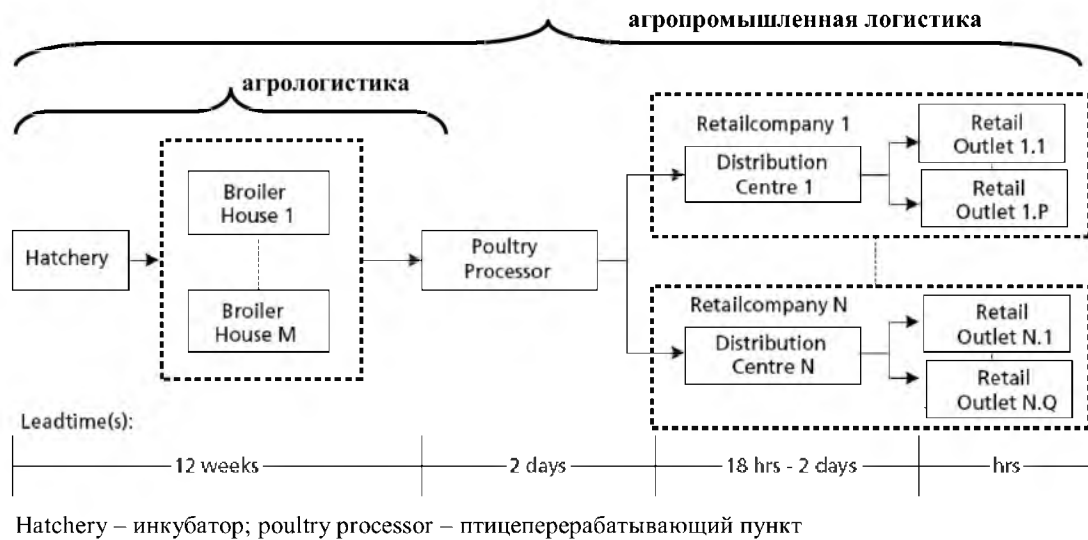 агропромышленная логистика
агрологистика
Retailcompany 1
Retail
Outlet 1.1
Distribution
Centre 1
Retail
Outlet 1.P
Broiler
House 1
Hatchery
Poultry
Processor
Broiler
House M
Retailcompany N
Retail
Outlet N.1
Distribution
Centre N
Retail
Outlet N.Q
Leadtime(s):
12 weeks
2 days
18 hrs - 2 days
hrs
Hatchery – инкубатор; poultry processor – птицеперерабатывающий пункт